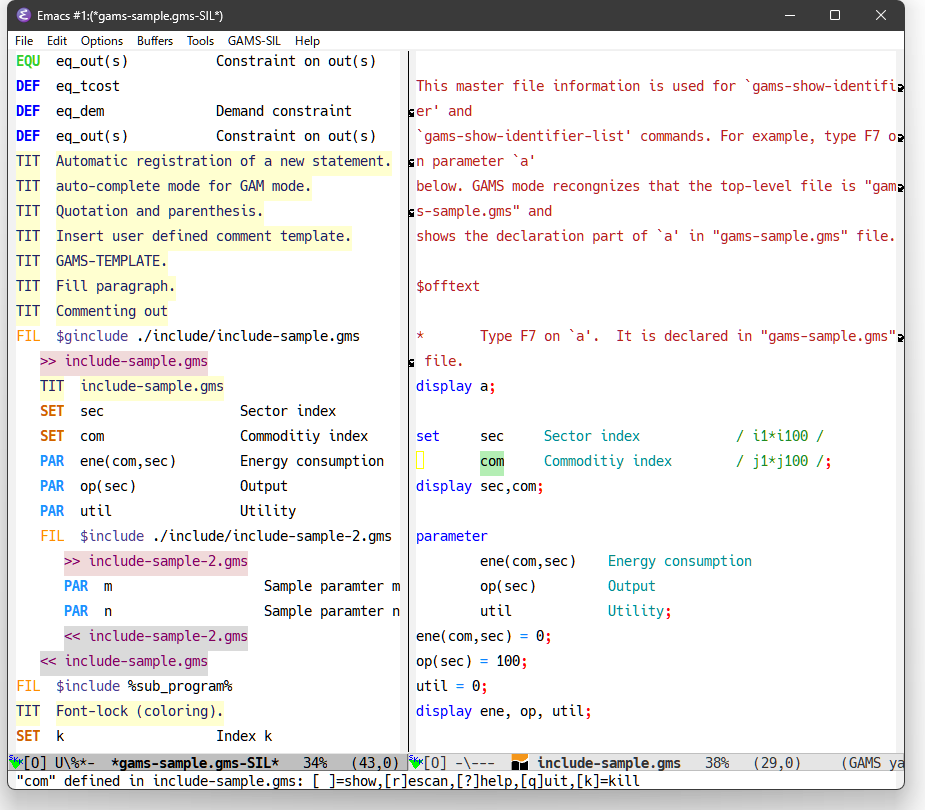 Emacs #1:(*gams-sample.gms-SIL*)
File Edit Options Buffers Tools GAMS-SIL Help
EQU eq_out(s) Constraint on out(s)
DEF eq_tcost
DEF eq_dem Demand constraint
DEF eq_out(s) Constraint on out(s)
TIT Automatic registration of a new statement.
TIT auto-complete mode for GAM mode.
TIT Quotation and parenthesis.
TIT Insert user defined comment template.
TIT GAMS-TEMPLATE.
TIT Fill paragraph.
TIT Commenting out
FIL $ginclude ./include/include-sample.gms
>> include-sample.gms
TIT include-sample.gms
SET sec Sector index
SET com Commoditiy index
PAR ene(com,sec) Energy consumption
PAR op(sec) Output
PAR util Utility
FIL $include ./include/include-sample-2.gms
>> include-sample-2.gms
PAR m Sample paramter m
PAR n Sample paramter n
<< include-sample-2.gms
<< include-sample.gms
FIL $include %sub_program%
TIT Font-lock (coloring).
SET k Index k
[O] U\%*- *gams-sample.gms-SIL* 34% (43,0)
This master file information is used for `gams-show-identifi
er' and
`gams-show-identifier-list' commands. For example, type F7 o
n parameter `a'
below. GAMS mode recongnizes that the top-level file is "gam
s-sample.gms" and
shows the declaration part of `a' in "gams-sample.gms" file.
$offtext
* Type F7 on `a'. It is declared in "gams-sample.gms"
file.
display a;
set sec Sector index / i1*i100 /
com Commoditiy index / j1*j100 /;
display sec,com;
parameter
ene(com,sec) Energy consumption
op(sec) Output
util Utility;
ene(com,sec) = 0;
op(sec) = 100;
util = 0;
display ene, op, util;
[O] -\--- include-sample.gms 38% (29,0) (GAMS ya
"com" defined in include-sample.gms: [ ]=show,[r]escan,[?]help,[q]uit,[k]=kill